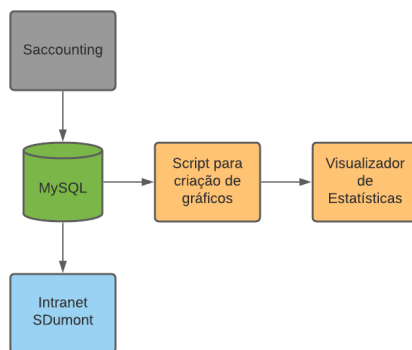 Saccounting
MySQL
Script para
criação de
gráficos
Visualizador
de
Estatísticas
Intranet
SDumont